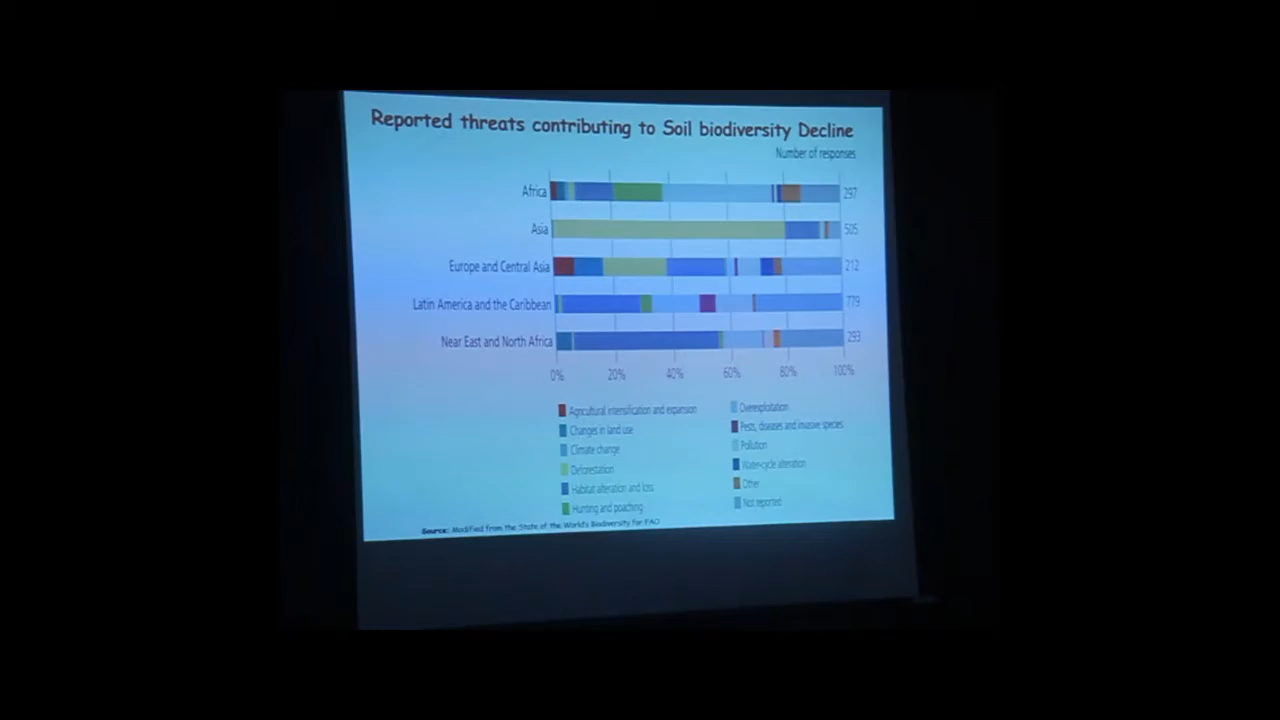 Reported threats contributing to Soil biodiversity Decline
Number of responses
Africa 297
Asia 505
Europe and Central Asia 212
Latin America and the Caribbean 779
Near East and North Africa 293
0% 20% 40% 60% 80% 100%
Agricultural intensification and expansion
Changes in land use
Climate change
Deforestation
Habitat alteration and loss
Hunting and poaching
Overexploitation
Pests, diseases and invasive species
Pollution
Water-cycle alteration
Other
Not reported
Source: Modified from the State of the World's Biodiversity for FAO